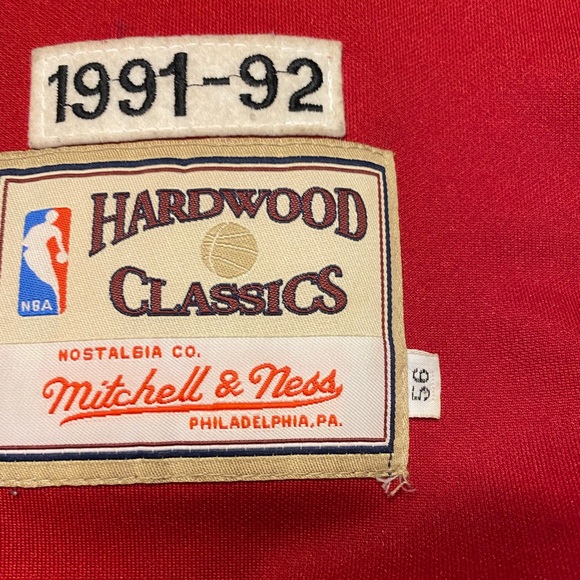 1991-92
HARDWOOD
CLASSICS
NBA
NOSTALGIA CO.
Mitchell & Ness
PHILADELPHIA, PA.
56